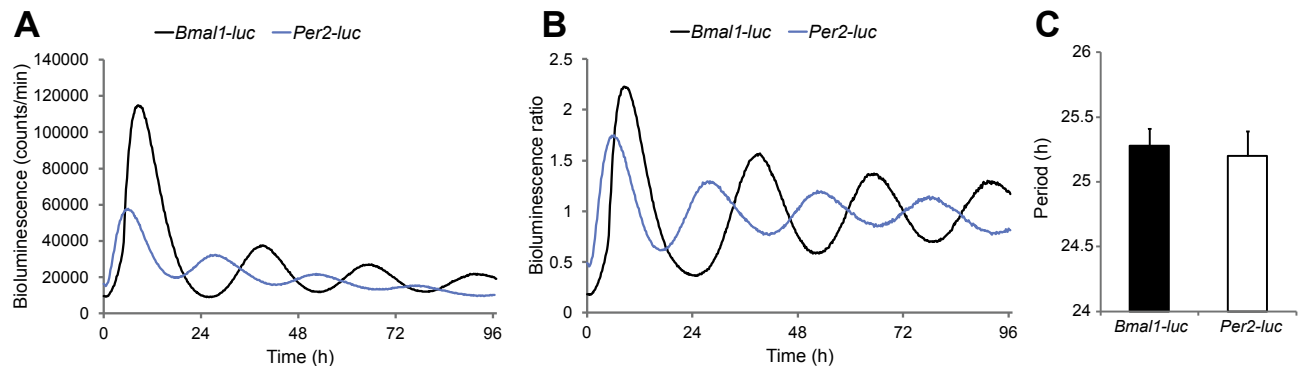 A
Bmal1-luc Per2-luc
140000
120000
100000
80000
60000
40000
20000
0
Bioluminescence (counts/min)
0 24 48 72 96
Time (h)
B
Bmal1-luc Per2-luc
2.5
2
1.5
1
0.5
0
Bioluminescence ratio
0 24 48 72 96
Time (h)
C
26
25.5
25
24.5
24
Period (h)
Bmal1-luc Per2-luc